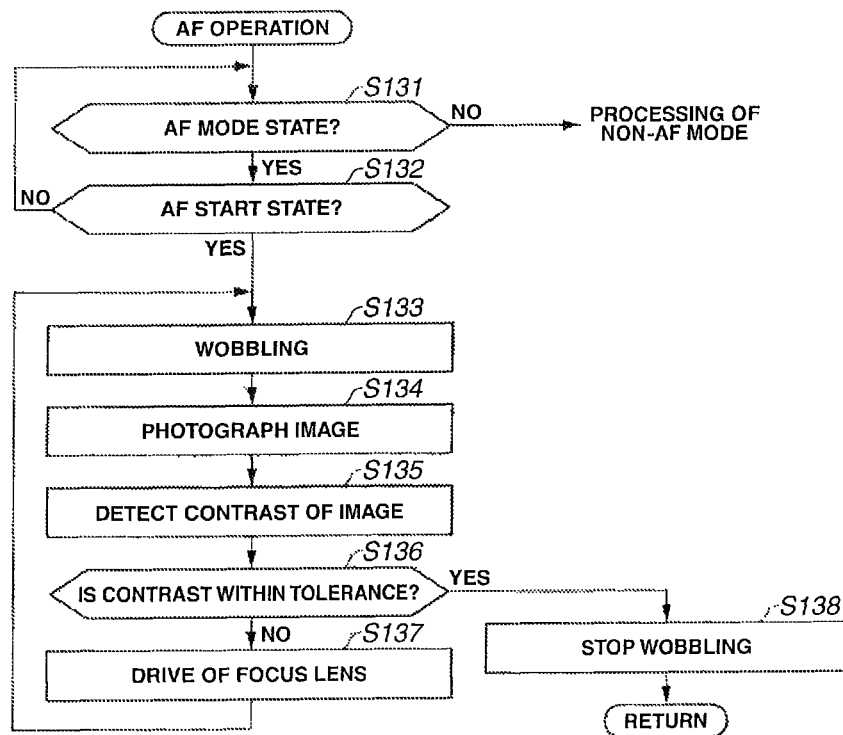 AF OPERATION
S131
AF MODE STATE?
NO
PROCESSING OF
NON-AF MODE
YES
S132
NO
AF START STATE?
YES
S133
WOBBLING
S134
PHOTOGRAPH IMAGE
S135
DETECT CONTRAST OF IMAGE
S136
IS CONTRAST WITHIN TOLERANCE?
YES
NO
S137
DRIVE OF FOCUS LENS
S138
STOP WOBBLING
RETURN